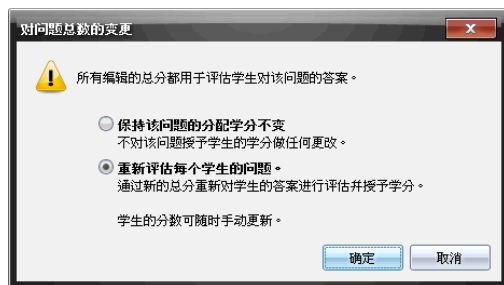 对问题总数的变更
所有编辑的总分都用于评估学生对该问题的答案。
保持该问题的分配学分不变
不对该问题授予学生的学分做任何更改。
重新评估每个学生的问题。
通过新的总分重新对学生的答案进行评估并授予学分。
学生的分数可随时手动更新。
确定
取消